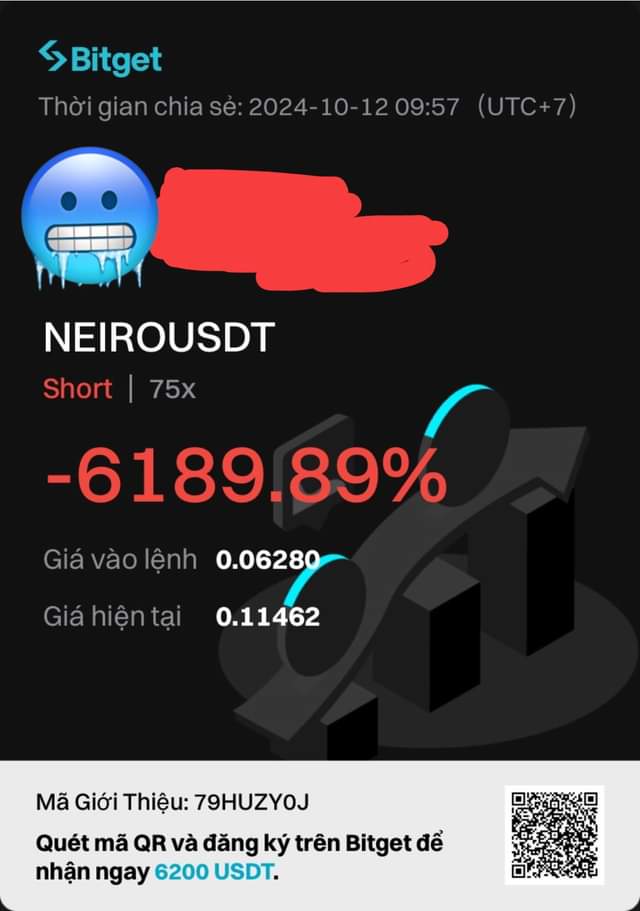 Bitget
Thời gian chia sẻ: 2024-10-12 09:57 (UTC+7)
NEIROUSDT
Short | 75x
-6189.89%
Giá vào lệnh 0.06280
Giá hiện tại 0.11462
Mã Giới Thiệu: 79HUZY0J
Quét mã QR và đăng ký trên Bitget để
nhận ngay 6200 USDT.